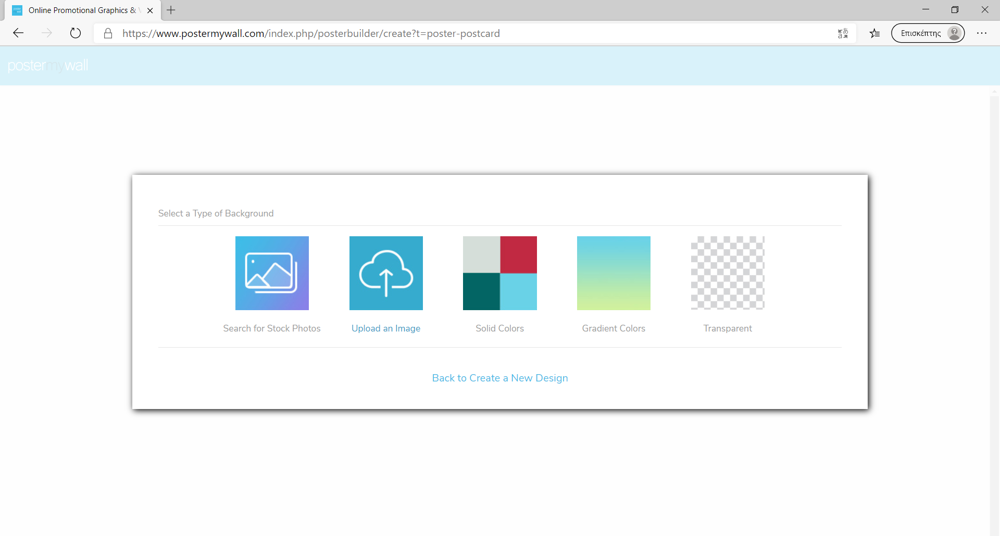 Online Promotional Graphics & \
https://www.postermywall.com/index.php/posterbuilder/create?t=poster-postcard
Επισκέπτης
postermywall
Select a Type of Background
Search for Stock Photos
Upload an Image
Solid Colors
Gradient Colors
Transparent
Back to Create a New Design